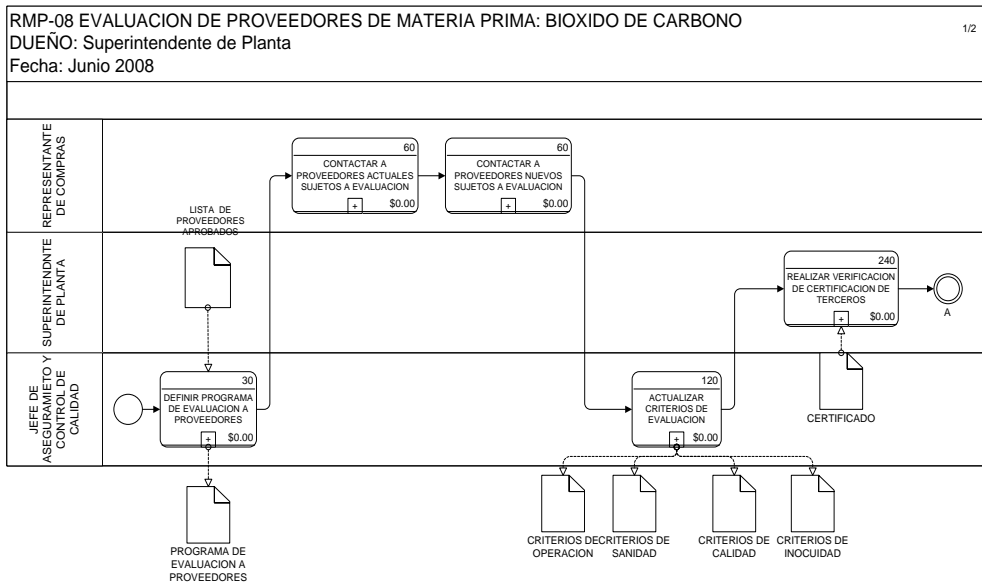 RMP-08 EVALUACION DE PROVEEDORES DE MATERIA PRIMA: BIOXIDO DE CARBONO
1/2
DUEÑO: Superintendente de Planta
Fecha: Junio 2008
REPRESENTANTE
DE COMPRAS
60
CONTACTAR A
PROVEEDORES ACTUALES
SUJETOS A EVALUACION
+
$0.00
60
CONTACTAR A
PROVEEDORES NUEVOS
SUJETOS A EVALUACION
+
$0.00
LISTA DE
PROVEEDORES
APROBADOS
SUPERINTENDNTE
DE PLANTA
240
REALIZAR VERIFICACION
DE CERTIFICACION DE
TERCEROS
+
$0.00
A
JEFE DE
ASEGURAMIETO Y
CONTROL DE
CALIDAD
30
DEFINIR PROGRAMA
DE EVALUACION A
PROVEEDORES
+
$0.00
120
ACTUALIZAR
CRITERIOS DE
EVALUACION
+
$0.00
CERTIFICADO
PROGRAMA DE
EVALUACION A
PROVEEDORES
CRITERIOS DE
OPERACION
CRITERIOS DE
SANIDAD
CRITERIOS DE
CALIDAD
CRITERIOS DE
INOCUIDAD